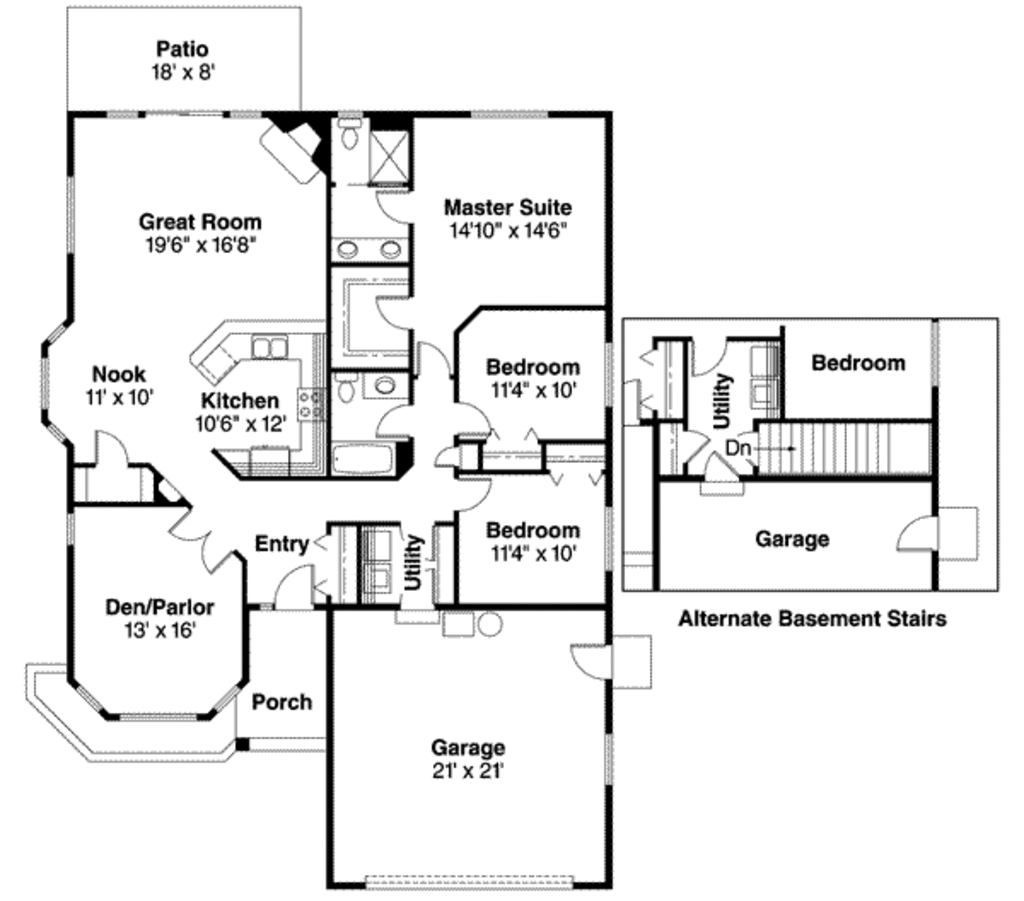 Patio
18' x 8'
Great Room
19'6" x 16'8"
Master Suite
14'10" x 14'6"
Nook
11' x 10'
Kitchen
10'6" x 12'
Bedroom
11'4" x 10'
Bedroom
11'4" x 10'
Entry
Utility
Den/Parlor
13' x 16'
Porch
Garage
21' x 21'
Bedroom
Utility
Dn
Garage
Alternate Basement Stairs